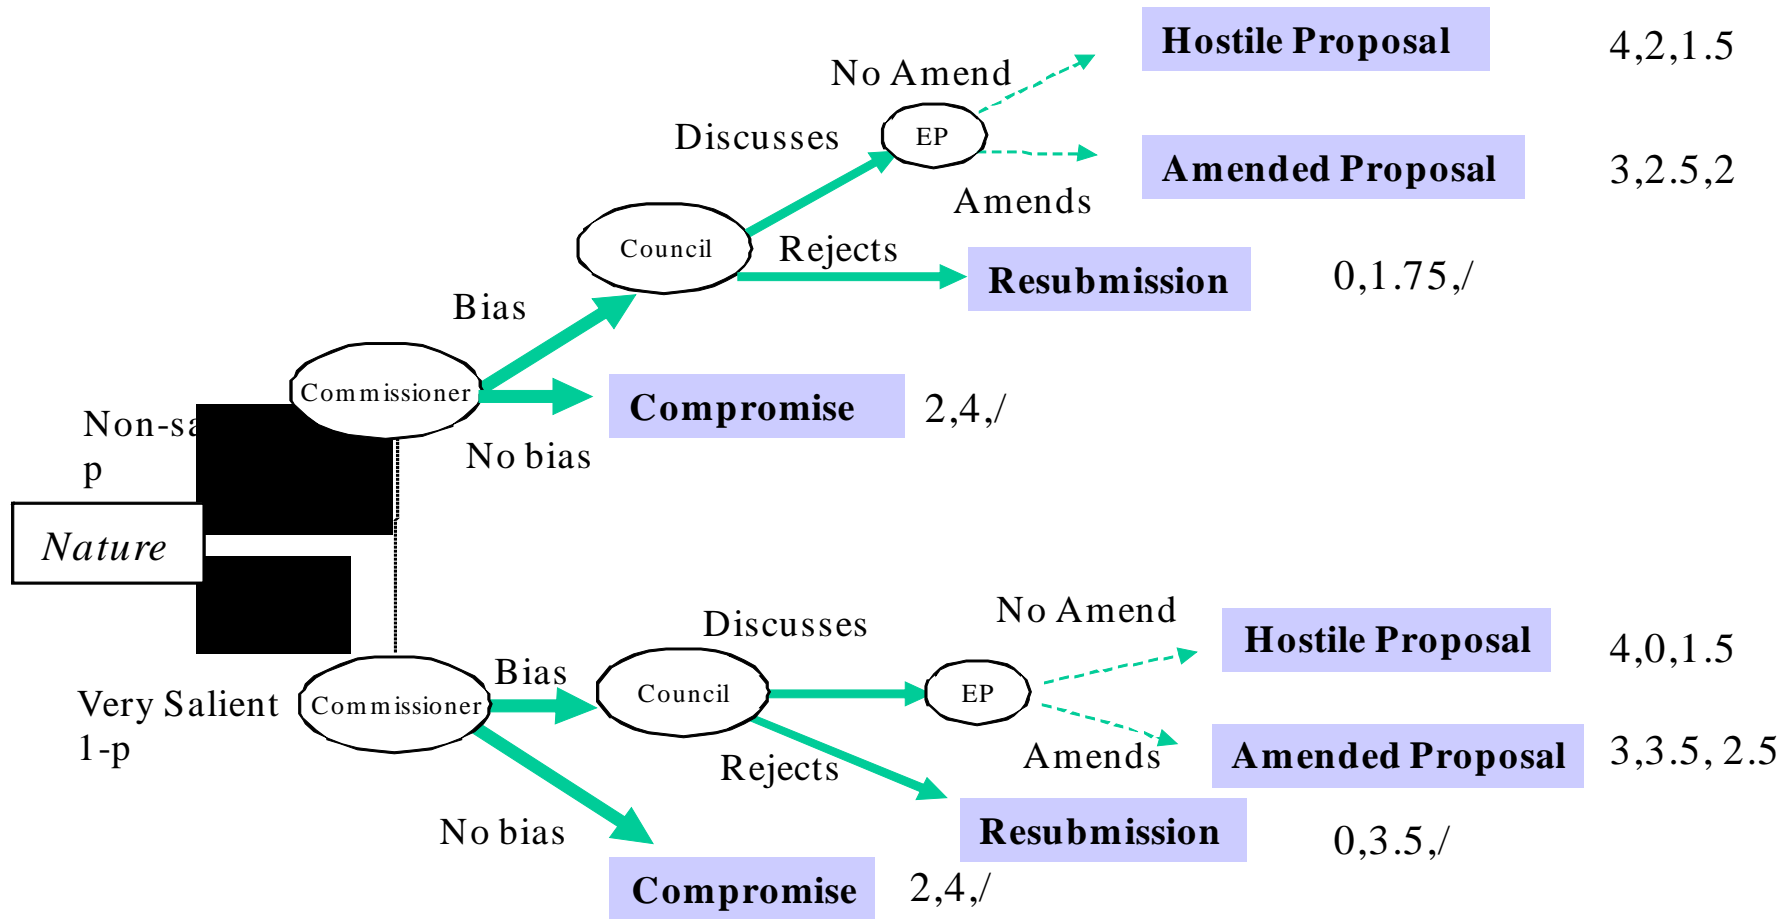 Hostile Proposal 4,2,1.5
No Amend
Discusses
EP
Amended Proposal 3,2.5,2
Amends
Council
Rejects
Resubmission 0,1.75,/
Bias
Commissioner
Compromise 2,4,/
Non-sa
p
No bias
Nature
No Amend
Discusses
Hostile Proposal 4,0,1.5
Bias
Council
EP
Very Salient
1-p
Commissioner
Rejects
Amends
Amended Proposal 3,3.5, 2.5
No bias
Resubmission 0,3.5,/
Compromise 2,4,/